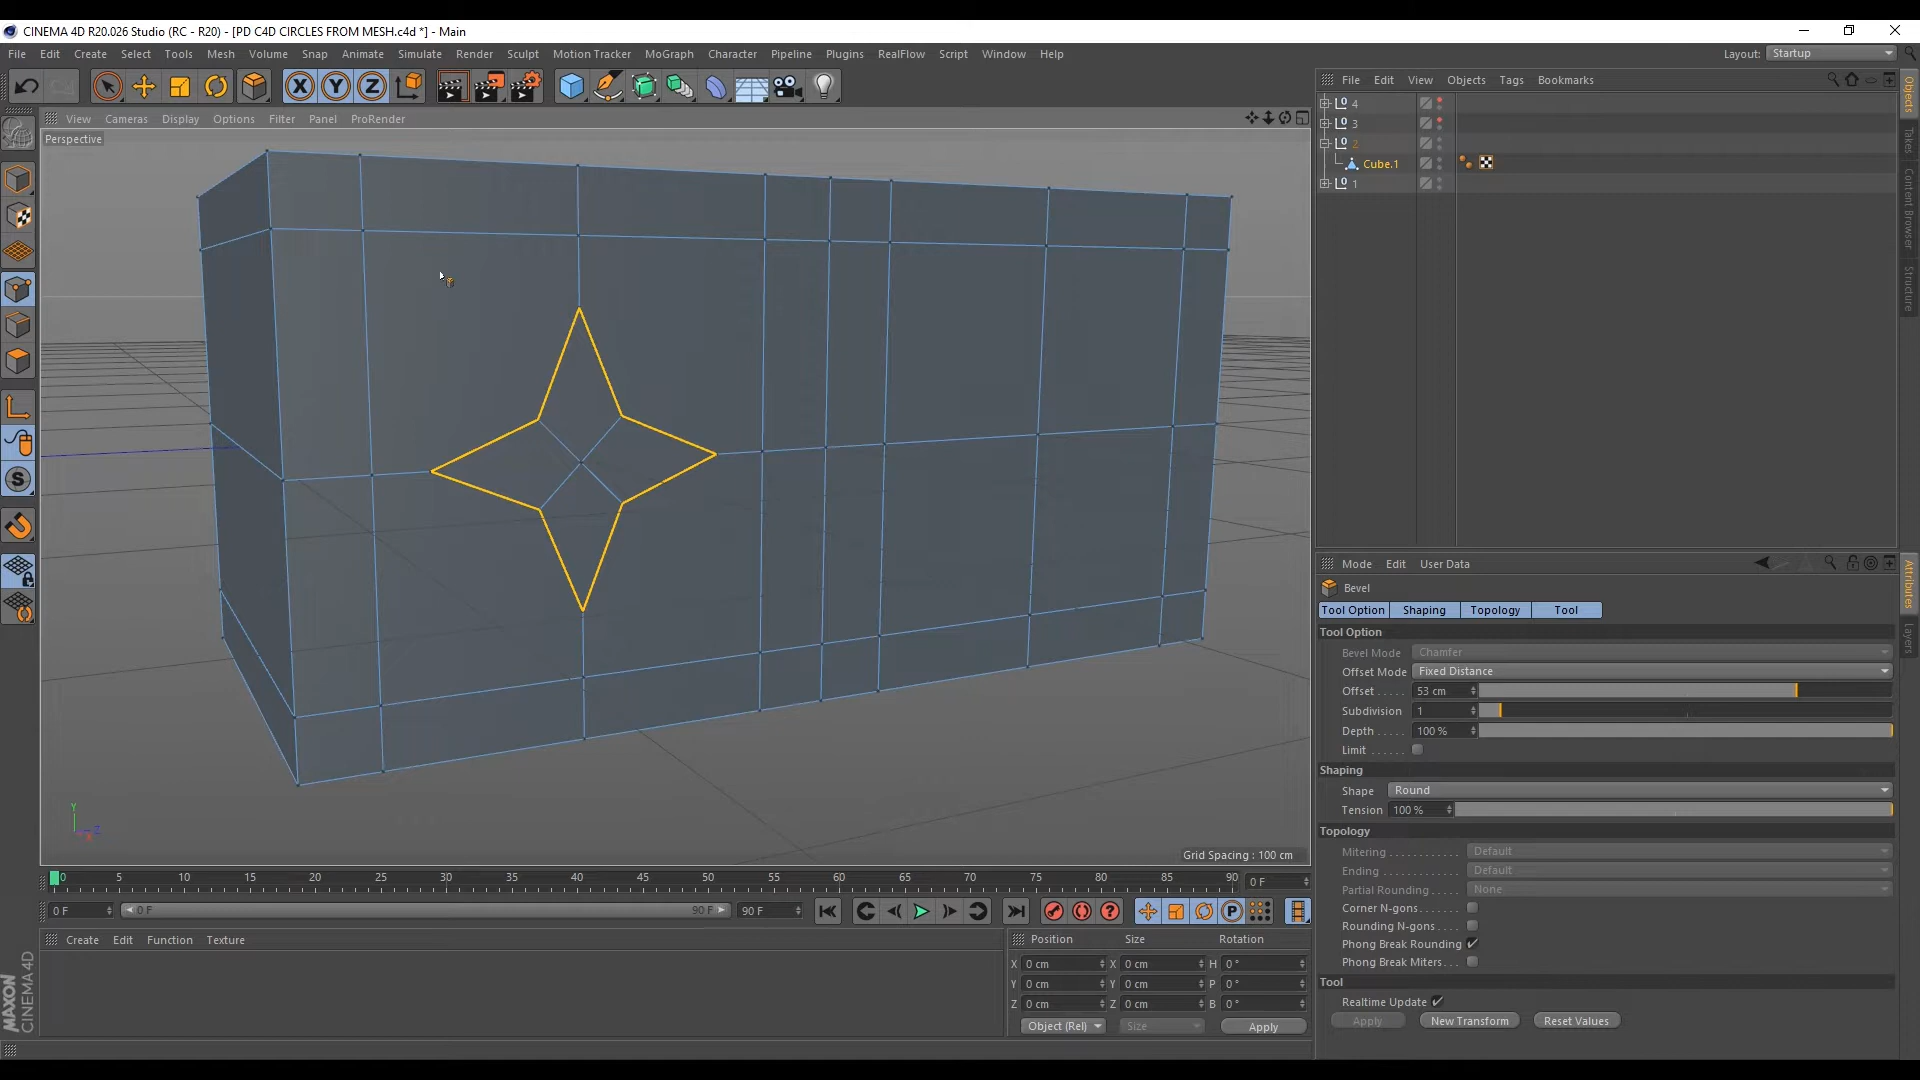 CINEMA 4D R20.026 Studio (RC - R20) - [PD C4D CIRCLES FROM MESH.c4d *] - Main
File Edit Create Select Tools Mesh Volume Snap Animate Simulate Render Sculpt Motion Tracker MoGraph Character Pipeline Plugins RealFlow Script Window Help
Layout: Startup
X Y Z
File Edit View Objects Tags Bookmarks
4
3
2
Cube.1
1
Objects
Takes
Content Browser
Structure
View Cameras Display Options Filter Panel ProRender
Perspective
Y
Z
X
Grid Spacing : 100 cm
Mode Edit User Data
Bevel
Tool Option Shaping Topology Tool
Tool Option
Bevel Mode Chamfer
Offset Mode Fixed Distance
Offset . . . . . 53 cm
Subdivision 1
Depth . . . . . 100 %
Limit . . . . . .
Shaping
Shape Round
Tension 100 %
Topology
Mitering . . . . . . . . . . . . Default
Ending . . . . . . . . . . . . . Default
Partial Rounding . . . . . None
Corner N-gons. . . . . . .
Rounding N-gons . . . .
Phong Break Rounding
Phong Break Miters . . .
Tool
Realtime Update
Apply New Transform Reset Values
Attributes
Layers
0 5 10 15 20 25 30 35 40 45 50 55 60 65 70 75 80 85 90 0 F
0 F 0 F 90 F 90 F
P
Create Edit Function Texture
Position Size Rotation
X 0 cm X 0 cm H 0 °
Y 0 cm Y 0 cm P 0 °
Z 0 cm Z 0 cm B 0 °
Object (Rel) Size Apply
MAXON
CINEMA 4D